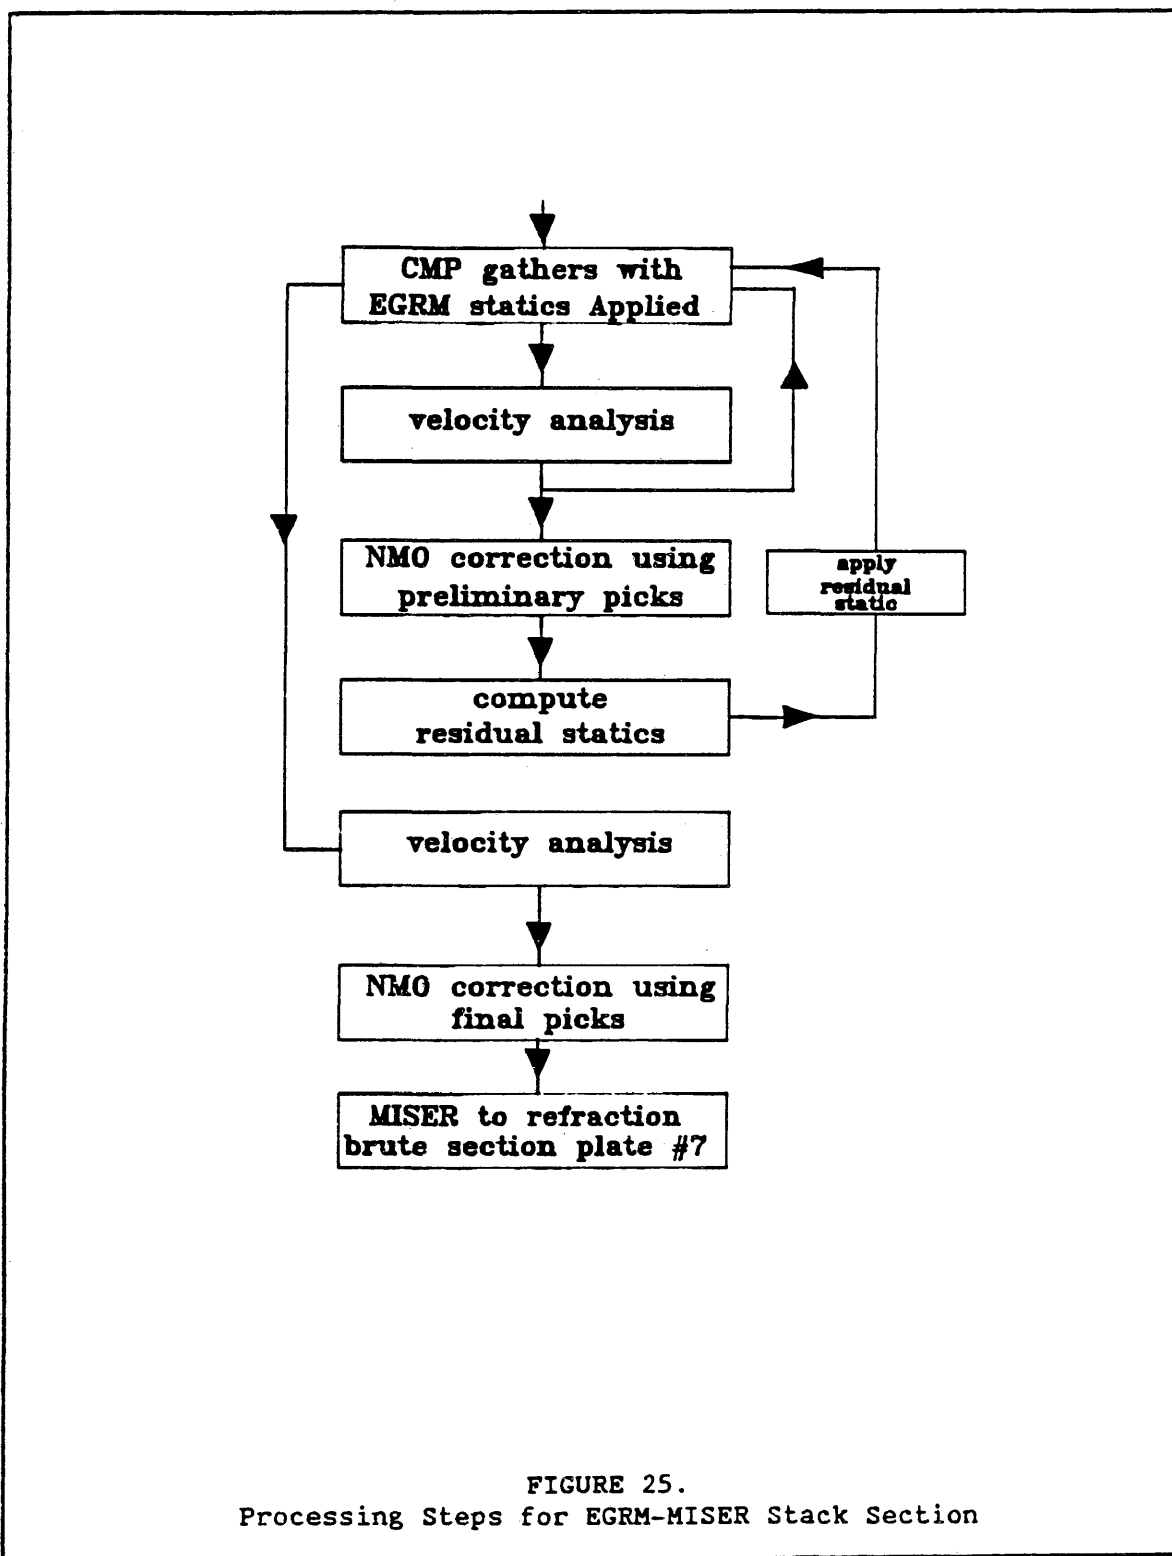 CMP gathers with
EGRM statics Applied
velocity analysis
NMO correction using
preliminary picks
apply
residual
static
compute
residual statics
velocity analysis
NMO correction using
final picks
MISER to refraction
brute section plate #7
FIGURE 25.
Processing Steps for EGRM-MISER Stack Section